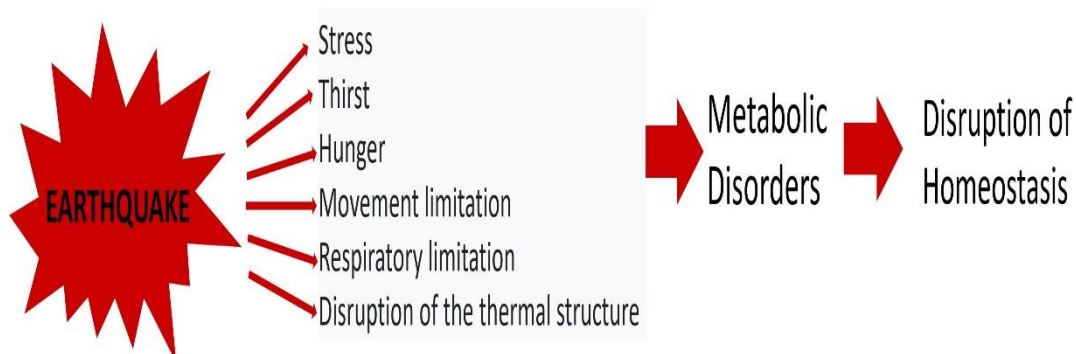 EARTHQUAKE
Stress
Thirst
Hunger
Movement limitation
Respiratory limitation
Disruption of the thermal structure
Metabolic
Disorders
Disruption of
Homeostasis